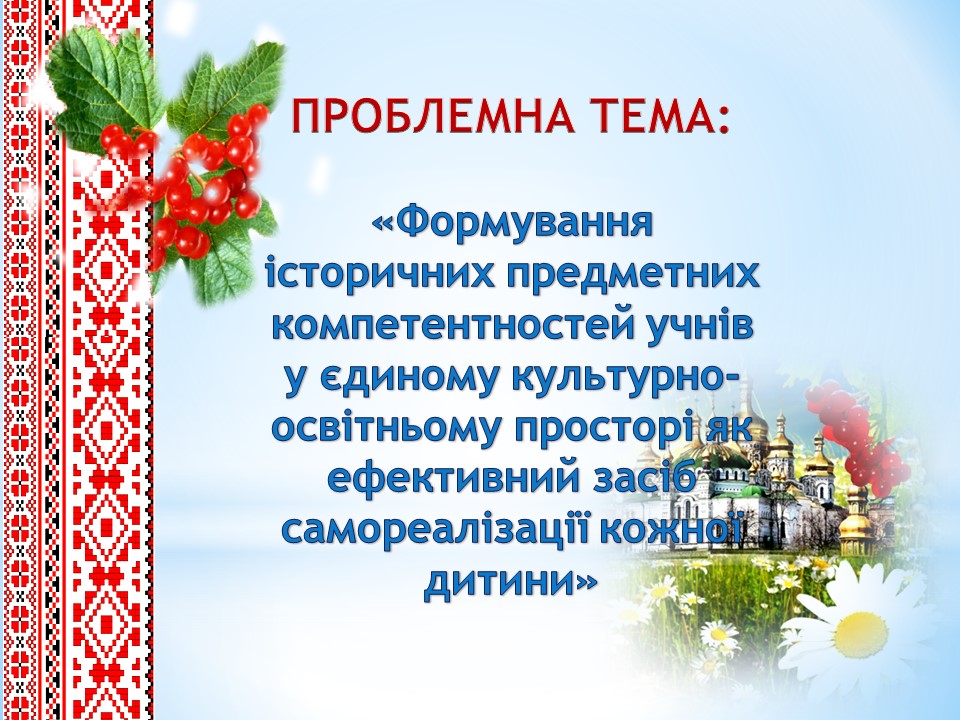 ПРОБЛЕМНА ТЕМА:
«Формування
історичних предметних
компетентностей учнів
у єдиному культурно-
освітньому просторі як
ефективний засіб
самореалізації кожної
дитини»